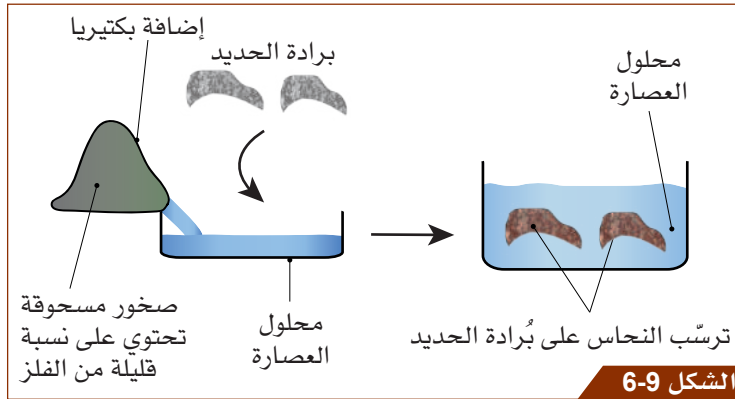 إضافة بكتيريا
برادة الحديد
محلول
العصارة
صخور مسحوقة
تحتوي على نسبة
قليلة من الفلز
محلول
العصارة
ترسّب النحاس على بُرادة الحديد
الشكل 9-6